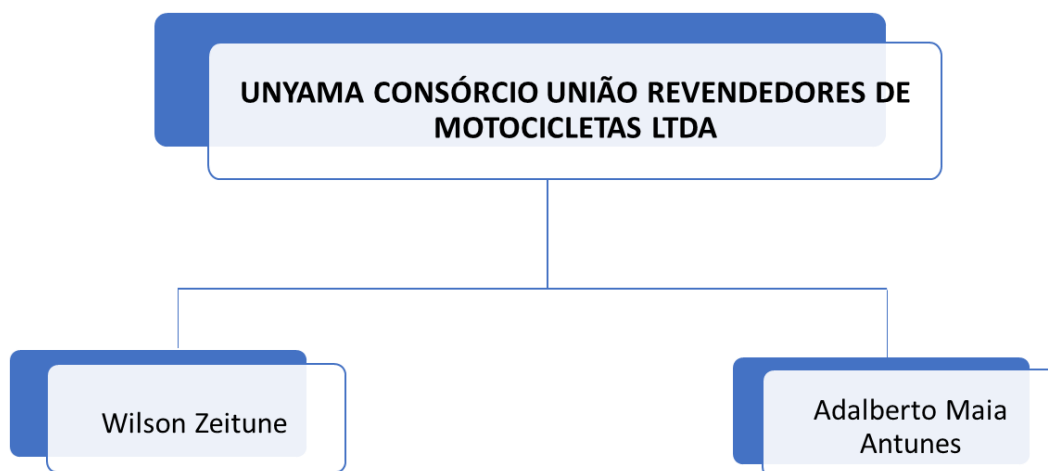 UNYAMA CONSÓRCIO UNIÃO REVENDEDORES DE
MOTOCICLETAS LTDA
Wilson Zeitune
Adalberto Maia
Antunes